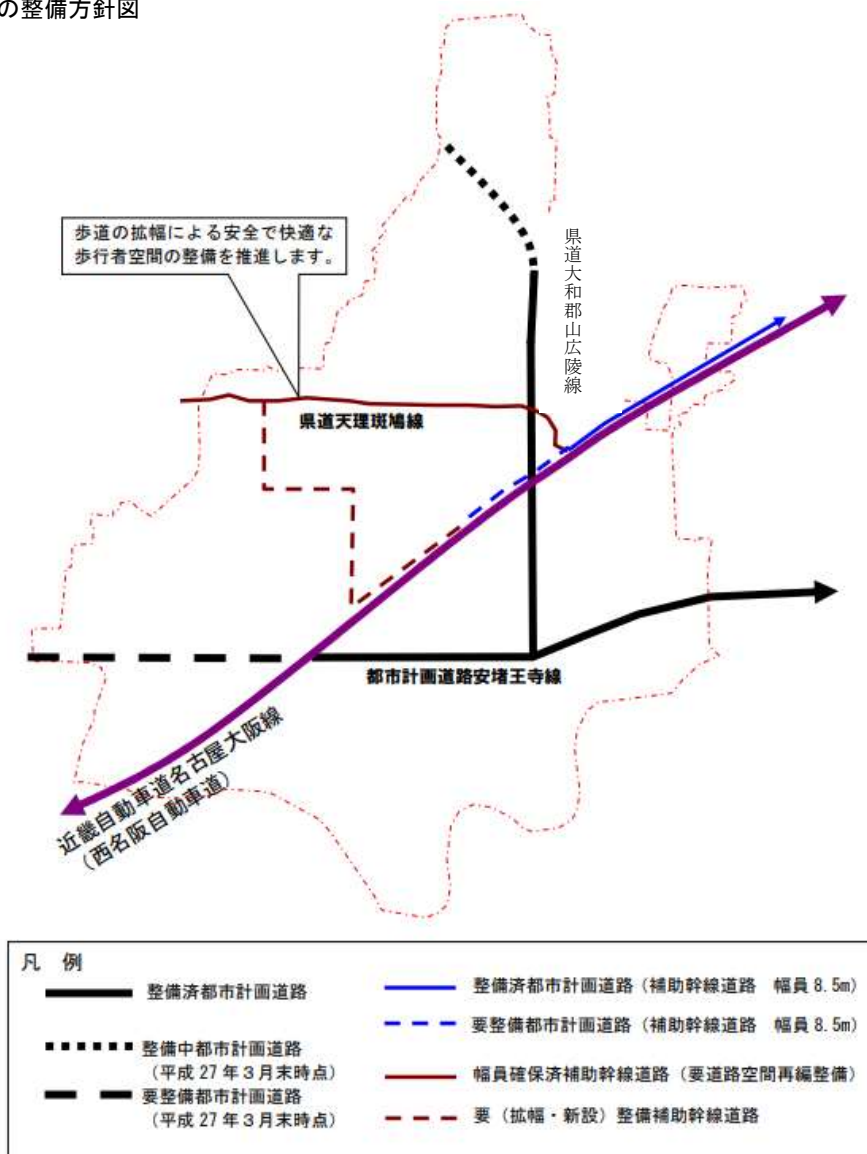 の整備方針図
歩道の拡幅による安全で快適な
歩行者空間の整備を推進します。
県道大和郡山広陵線
県道天理斑鳩線
都市計画道路安堵王寺線
近畿自動車道名古屋大阪線
（西名阪自動車道）
凡 例
整備済都市計画道路
整備中都市計画道路
（平成 27 年 3 月末時点）
要整備都市計画道路
（平成 27 年 3 月末時点）
整備済都市計画道路（補助幹線道路 幅員 8.5m）
要整備都市計画道路（補助幹線道路 幅員 8.5m）
幅員確保済補助幹線道路（要道路空間再編整備）
要（拡幅・新設）整備補助幹線道路